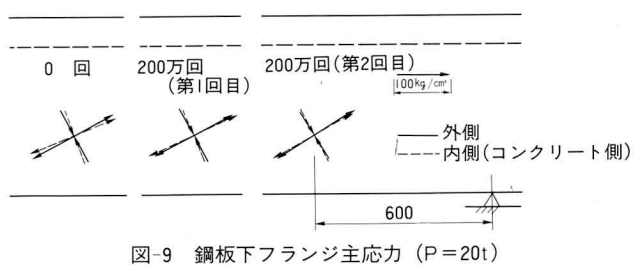 0 回
200万回
(第1回目)
200万回(第2回目)
100kg/cm²
外側
内側(コンクリート側)
600
図-9 鋼板下フランジ主応力 (P=20t)